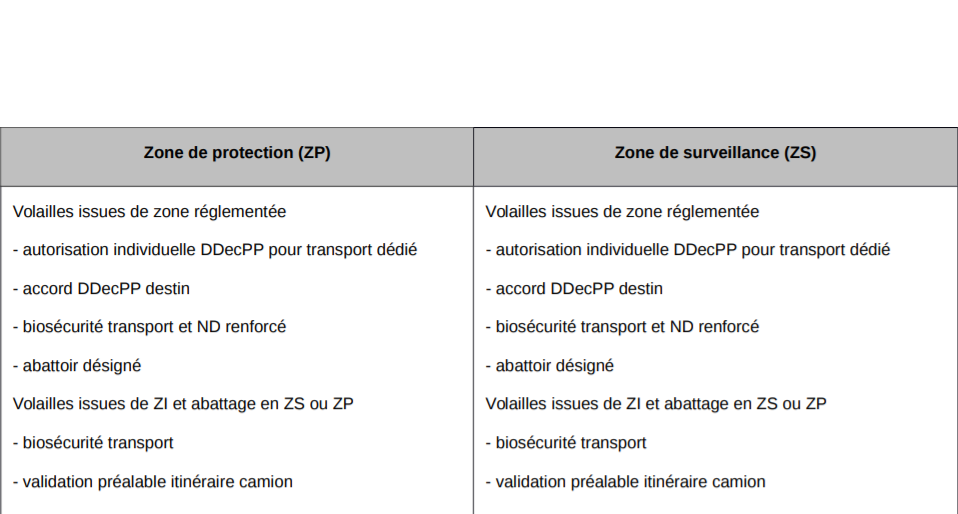 Zone de protection (ZP)
Zone de surveillance (ZS)
Volailles issues de zone réglementée
- autorisation individuelle DDecPP pour transport dédié
- accord DDecPP destin
- biosécurité transport et ND renforcé
- abattoir désigné
Volailles issues de ZI et abattage en ZS ou ZP
- biosécurité transport
- validation préalable itinéraire camion
Volailles issues de zone réglementée
- autorisation individuelle DDecPP pour transport dédié
- accord DDecPP destin
- biosécurité transport et ND renforcé
- abattoir désigné
Volailles issues de ZI et abattage en ZS ou ZP
- biosécurité transport
- validation préalable itinéraire camion